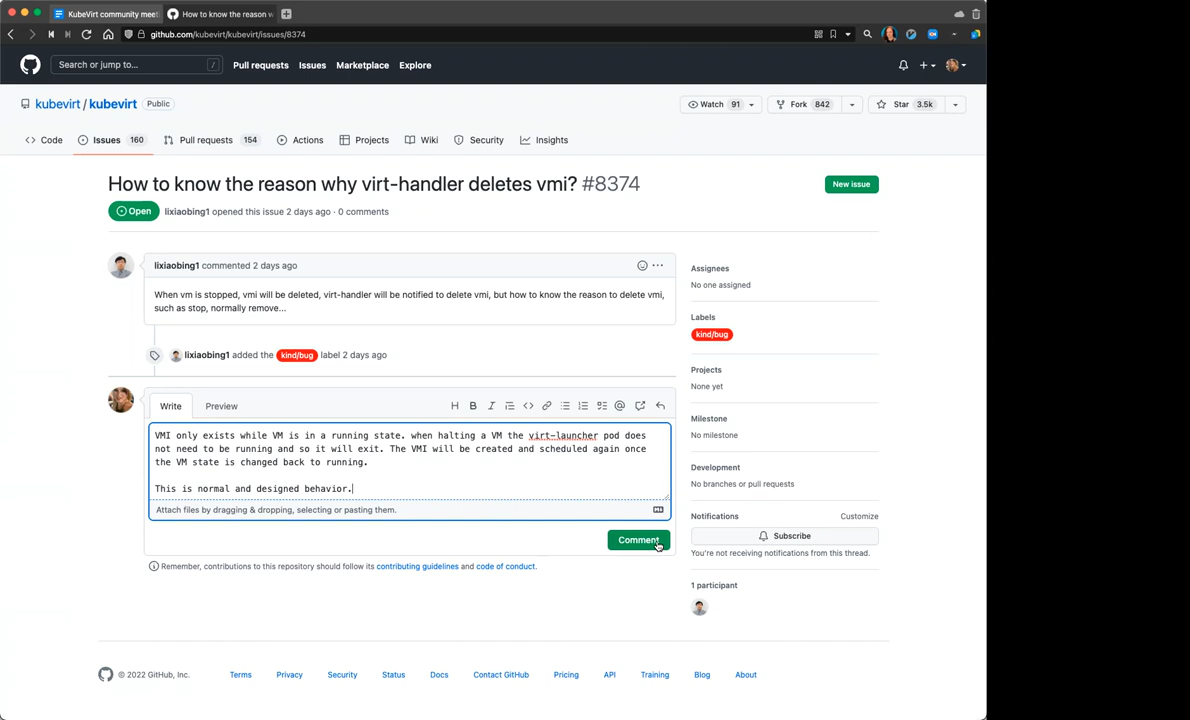 KubeVirt community meet
How to know the reason w
github.com/kubevirt/kubevirt/issues/8374
Search or jump to...
/
Pull requests
Issues
Marketplace
Explore
kubevirt / kubevirt
Public
Watch 91
Fork 842
Star 3.5k
Code
Issues 160
Pull requests 154
Actions
Projects
Wiki
Security
Insights
How to know the reason why virt-handler deletes vmi? #8374
New issue
Open
lixiaobing1 opened this issue 2 days ago · 0 comments
lixiaobing1 commented 2 days ago
When vm is stopped, vmi will be deleted, virt-handler will be notified to delete vmi, but how to know the reason to delete vmi,
such as stop, normally remove...
lixiaobing1 added the kind/bug label 2 days ago
Write
Preview
VMI only exists while VM is in a running state. when halting a VM the virt-launcher pod does
not need to be running and so it will exit. The VMI will be created and scheduled again once
the VM state is changed back to running.
This is normal and designed behavior.
Attach files by dragging & dropping, selecting or pasting them.
Comment
Remember, contributions to this repository should follow its contributing guidelines and code of conduct.
Assignees
No one assigned
Labels
kind/bug
Projects
None yet
Milestone
No milestone
Development
No branches or pull requests
Notifications
Customize
Subscribe
You're not receiving notifications from this thread.
1 participant
© 2022 GitHub, Inc.
Terms
Privacy
Security
Status
Docs
Contact GitHub
Pricing
API
Training
Blog
About